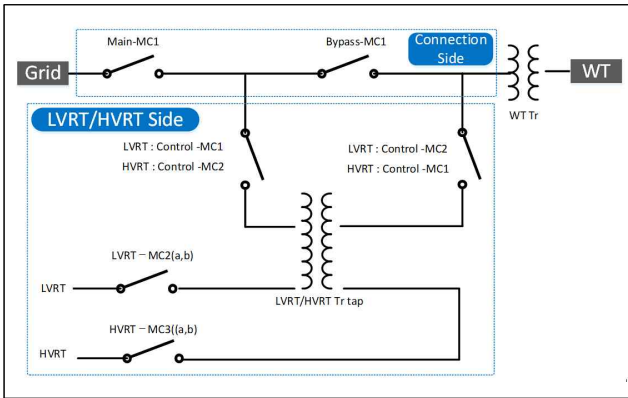 Main-MC1
Bypass-MC1
Connection
Side
Grid
WT
WT Tr
LVRT/HVRT Side
LVRT : Control -MC1
HVRT : Control -MC2
LVRT : Control -MC2
HVRT : Control -MC1
LVRT – MC2(a,b)
LVRT
LVRT/HVRT Tr tap
HVRT – MC3((a,b)
HVRT